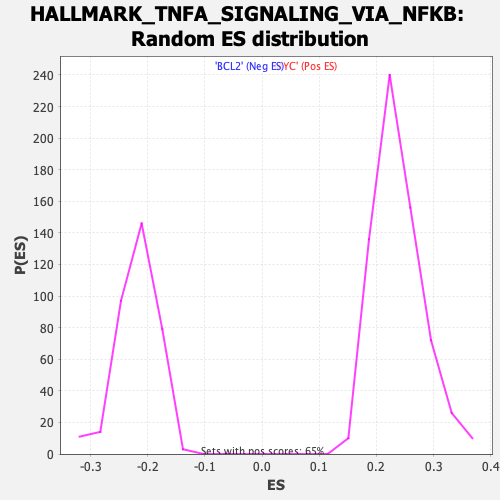 HALLMARK_TNFA_SIGNALING_VIA_NFKB:
Random ES distribution
'BCL2' (Neg ES)YC' (Pos ES)
240
220
200
180
160
140
120
100
80
60
40
20
0
P(ES)
Sets with pos scores: 65%
-0.3 -0.2 -0.1 0.0 0.1 0.2 0.3 0.4
ES